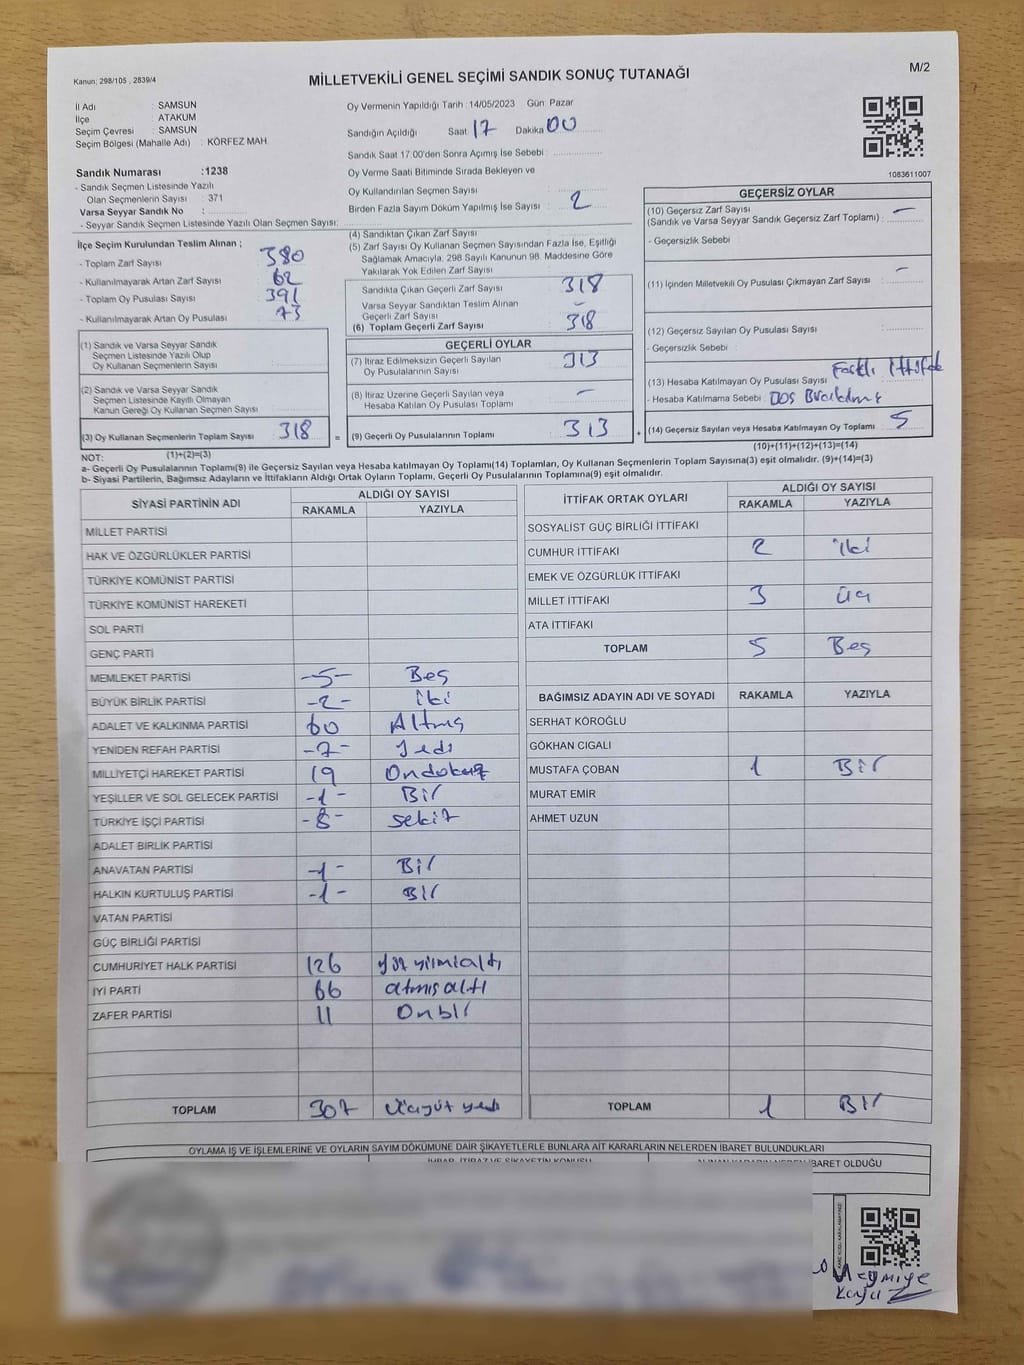 Kanun; 298/105 , 2839/4
MİLLETVEKİLİ GENEL SEÇİMİ SANDIK SONUÇ TUTANAĞI
M/2
İl Adı : SAMSUN
İlçe : ATAKUM
Seçim Çevresi : SAMSUN
Seçim Bölgesi (Mahalle Adı) : KÖRFEZ MAH.
Oy Vermenin Yapıldığı Tarih :14/05/2023 Gün: Pazar
Sandığın Açıldığı Saat 17 Dakika 00
Sandık Saat 17:00'den Sonra Açımış İse Sebebi :
Oy Verme Saati Bitiminde Sırada Bekleyen ve
Oy Kullandırılan Seçmen Sayısı :
Birden Fazla Sayım Döküm Yapılmış İse Sayısı : 2
1083611007
Sandık Numarası :1238
- Sandık Seçmen Listesinde Yazılı
Olan Seçmenlerin Sayısı : 371
Varsa Seyyar Sandık No :
- Seyyar Sandık Seçmen Listesinde Yazılı Olan Seçmen Sayısı:
İlçe Seçim Kurulundan Teslim Alınan ;
- Toplam Zarf Sayısı : 380
- Kullanılmayarak Artan Zarf Sayısı : 62
- Toplam Oy Pusulası Sayısı : 391
- Kullanılmayarak Artan Oy Pusulası : 73
(4) Sandıktan Çıkan Zarf Sayısı
(5) Zarf Sayısı Oy Kullanan Seçmen Sayısından Fazla İse, Eşitliği
Sağlamak Amacıyla; 298 Sayılı Kanunun 98. Maddesine Göre
Yakılarak Yok Edilen Zarf Sayısı
Sandıkta Çıkan Geçerli Zarf Sayısı : 318
Varsa Seyyar Sandıktan Teslim Alınan
Geçerli Zarf Sayısı : –
(6) Toplam Geçerli Zarf Sayısı : 318
GEÇERLİ OYLAR
(7) İtiraz Edilmeksizin Geçerli Sayılan
Oy Pusulalarının Sayısı : 313
(8) İtiraz Üzerine Geçerli Sayılan veya
Hesaba Katılan Oy Pusulası Toplamı : –
(9) Geçerli Oy Pusulalarının Toplamı : 313
GEÇERSİZ OYLAR
(10) Geçersiz Zarf Sayısı –
(Sandık ve Varsa Seyyar Sandık Geçersiz Zarf Toplamı) :
- Geçersizlik Sebebi :
(11) İçinden Milletvekili Oy Pusulası Çıkmayan Zarf Sayısı : –
(12) Geçersiz Sayılan Oy Pusulası Sayısı :
- Geçersizlik Sebebi :
(13) Hesaba Katılmayan Oy Pusulası Sayısı : Farklı İttifak
- Hesaba Katılmama Sebebi : Boş Bırakılmış
(14) Geçersiz Sayılan veya Hesaba Katılmayan Oy Toplamı : 5
(10)+(11)+(12)+(13)=(14)
(1) Sandık ve Varsa Seyyar Sandık
Seçmen Listesinde Yazılı Olup
Oy Kullanan Seçmenlerin Sayısı :
(2) Sandık ve Varsa Seyyar Sandık
Seçmen Listesinde Kayıtlı Olmayan
Kanun Gereği Oy Kullanan Seçmen Sayısı :
(3) Oy Kullanan Seçmenlerin Toplam Sayısı : 318
=
+
NOT: (1)+(2)=(3)
a- Geçerli Oy Pusulalarının Toplamı(9) ile Geçersiz Sayılan veya Hesaba katılmayan Oy Toplamı(14) Toplamları, Oy Kullanan Seçmenlerin Toplam Sayısına(3) eşit olmalıdır. (9)+(14)=(3)
b- Siyasi Partilerin, Bağımsız Adayların ve İttifakların Aldığı Ortak Oyların Toplamı, Geçerli Oy Pusulalarının Toplamına(9) eşit olmalıdır.
SİYASİ PARTİNİN ADI ALDIĞI OY SAYISI
RAKAMLA YAZIYLA
MİLLET PARTİSİ
HAK VE ÖZGÜRLÜKLER PARTİSİ
TÜRKİYE KOMÜNİST PARTİSİ
TÜRKİYE KOMÜNİST HAREKETİ
SOL PARTİ
GENÇ PARTİ
MEMLEKET PARTİSİ -5- Beş
BÜYÜK BİRLİK PARTİSİ -2- iki
ADALET VE KALKINMA PARTİSİ 60 Altmış
YENİDEN REFAH PARTİSİ -7- Yedi
MİLLİYETÇİ HAREKET PARTİSİ 19 Ondokuz
YEŞİLLER VE SOL GELECEK PARTİSİ -1- Bir
TÜRKİYE İŞÇİ PARTİSİ -8- sekiz
ADALET BİRLİK PARTİSİ
ANAVATAN PARTİSİ -1- Bir
HALKIN KURTULUŞ PARTİSİ -1- Bir
VATAN PARTİSİ
GÜÇ BİRLİĞİ PARTİSİ
CUMHURİYET HALK PARTİSİ 126 yüz yirmialtı
İYİ PARTİ 66 atmışaltı
ZAFER PARTİSİ 11 Onbir
TOPLAM 307 Üçyüz yedi
İTTİFAK ORTAK OYLARI ALDIĞI OY SAYISI
RAKAMLA YAZIYLA
SOSYALİST GÜÇ BİRLİĞİ İTTİFAKI
CUMHUR İTTİFAKI 2 iki
EMEK VE ÖZGÜRLÜK İTTİFAKI
MİLLET İTTİFAKI 3 üç
ATA İTTİFAKI
TOPLAM 5 Beş
BAĞIMSIZ ADAYIN ADI VE SOYADI RAKAMLA YAZIYLA
SERHAT KÖROĞLU
GÖKHAN CIGALI
MUSTAFA ÇOBAN 1 Bir
MURAT EMİR
AHMET UZUN
TOPLAM 1 Bir
OYLAMA İŞ VE İŞLEMLERİNE VE OYLARIN SAYIM DÖKÜMÜNE DAİR ŞİKAYETLERLE BUNLARA AİT KARARLARIN NELERDEN İBARET BULUNDUKLARI
İHBAR, İTİRAZ VE ŞİKAYETİN KONUSU ALINAN KARARIN NEDEN İBARET OLDUĞU
Kaya